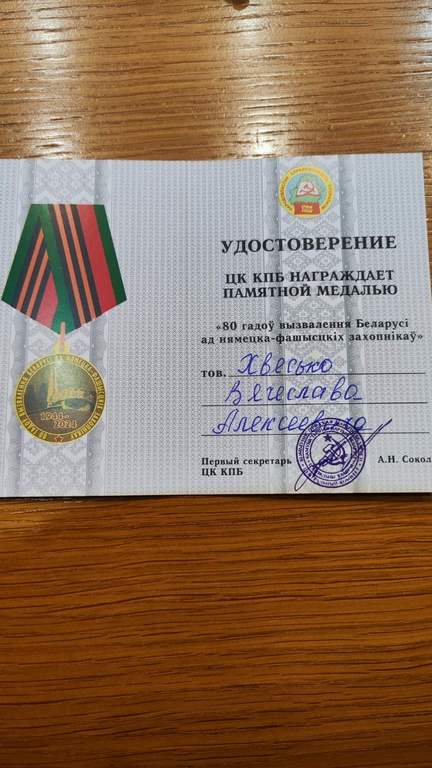 УДОСТОВЕРЕНИЕ
ЦК КПБ НАГРАЖДАЕТ
ПАМЯТНОЙ МЕДАЛЬЮ
«80 гадоў вызвалення Беларусі
ад нямецка-фашысцкіх захопнікаў»
тов. Хвесько
Вячеслава
Алексеевича
Первый секретарь
ЦК КПБ
А.Н. Сокол
1944-
2024